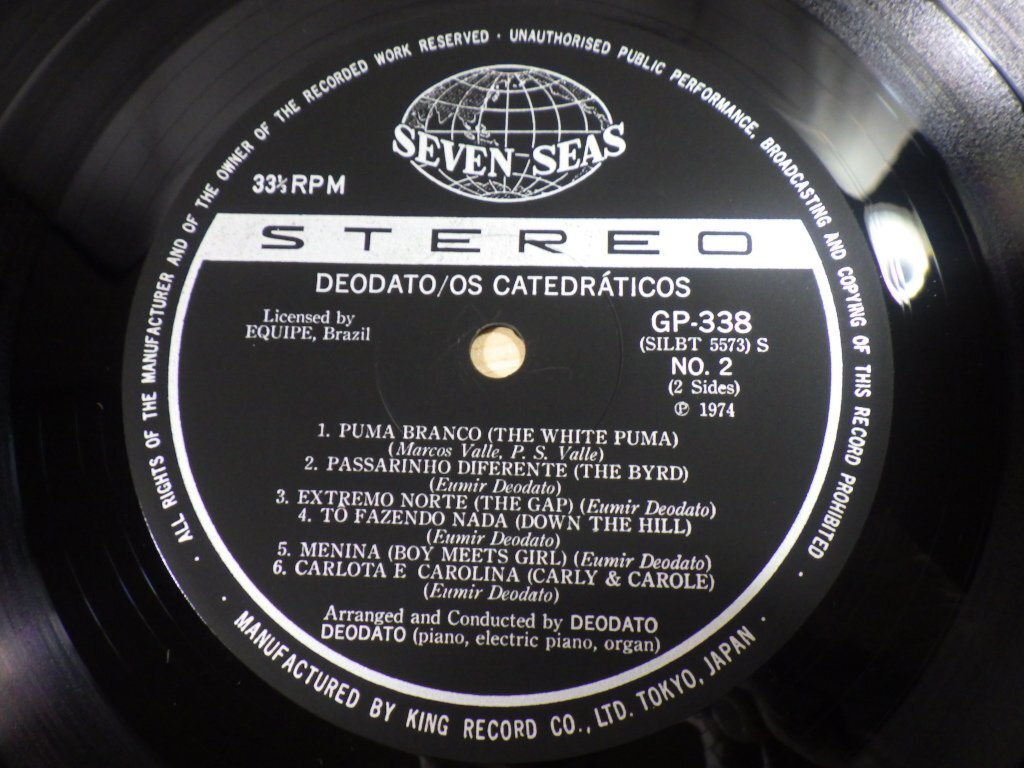 ALL RIGHTS OF THE MANUFACTURER AND OF THE OWNER OF THE RECORDED WORK RESERVED · UNAUTHORISED PUBLIC PERFORMANCE, BROADCASTING AND COPYING OF THIS RECORD PROHIBITED
SEVEN SEAS
33⅓RPM
STEREO
DEODATO/OS CATEDRÁTICOS
Licensed by
EQUIPE, Brazil
GP-338
(SILBT 5573) S
NO. 2
(2 Sides)
℗ 1974
1. PUMA BRANCO (THE WHITE PUMA)
(Marcos Valle, P. S. Valle)
2. PASSARINHO DIFERENTE (THE BYRD)
(Eumir Deodato)
3. EXTREMO NORTE (THE GAP) (Eumir Deodato)
4. TÔ FAZENDO NADA (DOWN THE HILL)
(Eumir Deodato)
5. MENINA (BOY MEETS GIRL) (Eumir Deodato)
6. CARLOTA E CAROLINA (CARLY & CAROLE)
(Eumir Deodato)
Arranged and Conducted by DEODATO
DEODATO (piano, electric piano, organ)
· MANUFACTURED BY KING RECORD CO., LTD. TOKYO, JAPAN ·